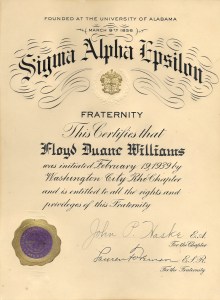 FOUNDED AT THE UNIVERSITY OF ALABAMA
MARCH 9TH 1856
Sigma Alpha Epsilon
FRATERNITY
This Certifies that
Floyd Duane Williams
was initiated February 19, 1939 by
Washington City Rho Chapter
and is entitled to all the rights and
privileges of this Fraternity
John P.
For the Chapter
For the Fraternity